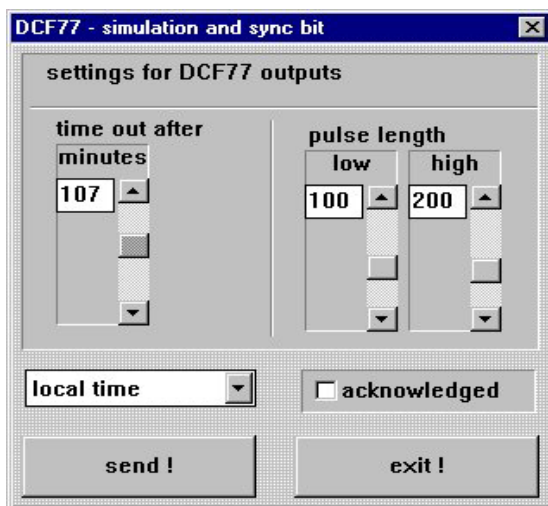 DCF77 - simulation and sync bit
settings for DCF77 outputs
time out after
minutes
107
pulse length
low high
100 200
local time
acknowledged
send !
exit !